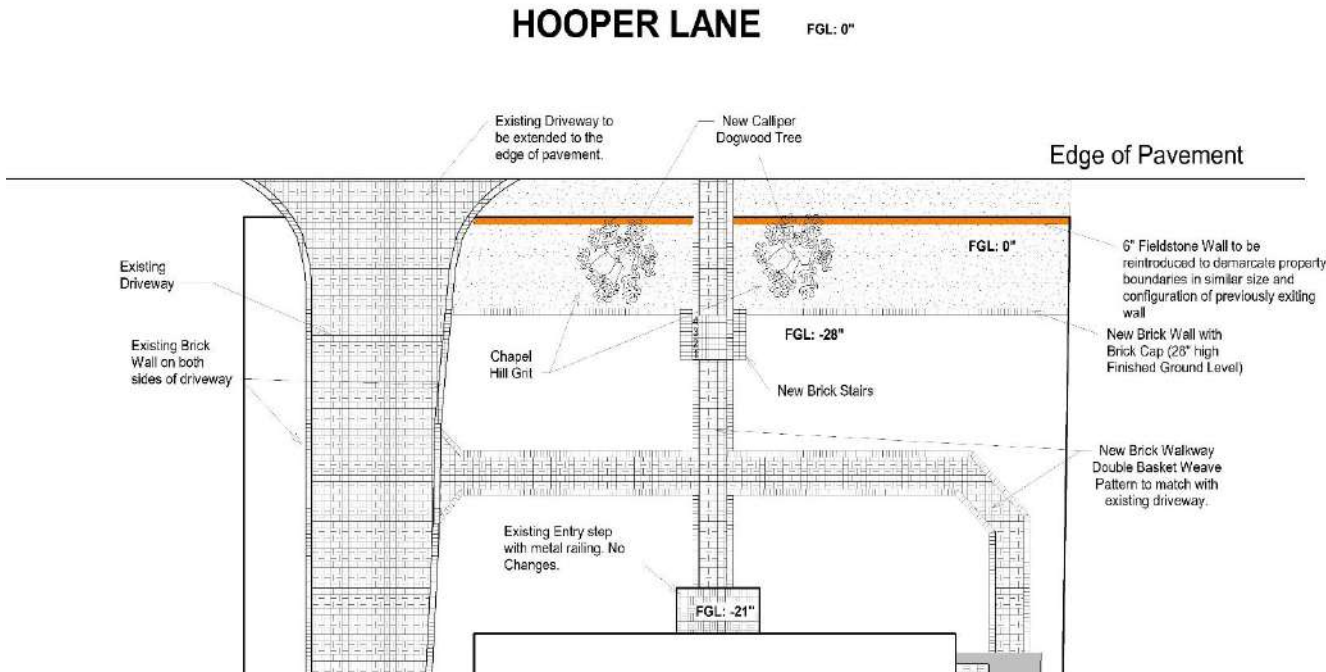 HOOPER LANE
FGL: 0"
Existing Driveway to
be extended to the
edge of pavement.
New Calliper
Dogwood Tree
Edge of Pavement
Existing
Driveway
FGL: 0"
6" Fieldstone Wall to be
reintroduced to demarcate property
boundaries in similar size and
configuration of previously exiting
wall
Existing Brick
Wall on both
sides of driveway
Chapel
Hill Grit
FGL: -28"
New Brick Wall with
Brick Cap (28" high
Finished Ground Level)
New Brick Stairs
New Brick Walkway
Double Basket Weave
Pattern to match with
existing driveway.
Existing Entry step
with metal railing. No
Changes.
FGL: -21"